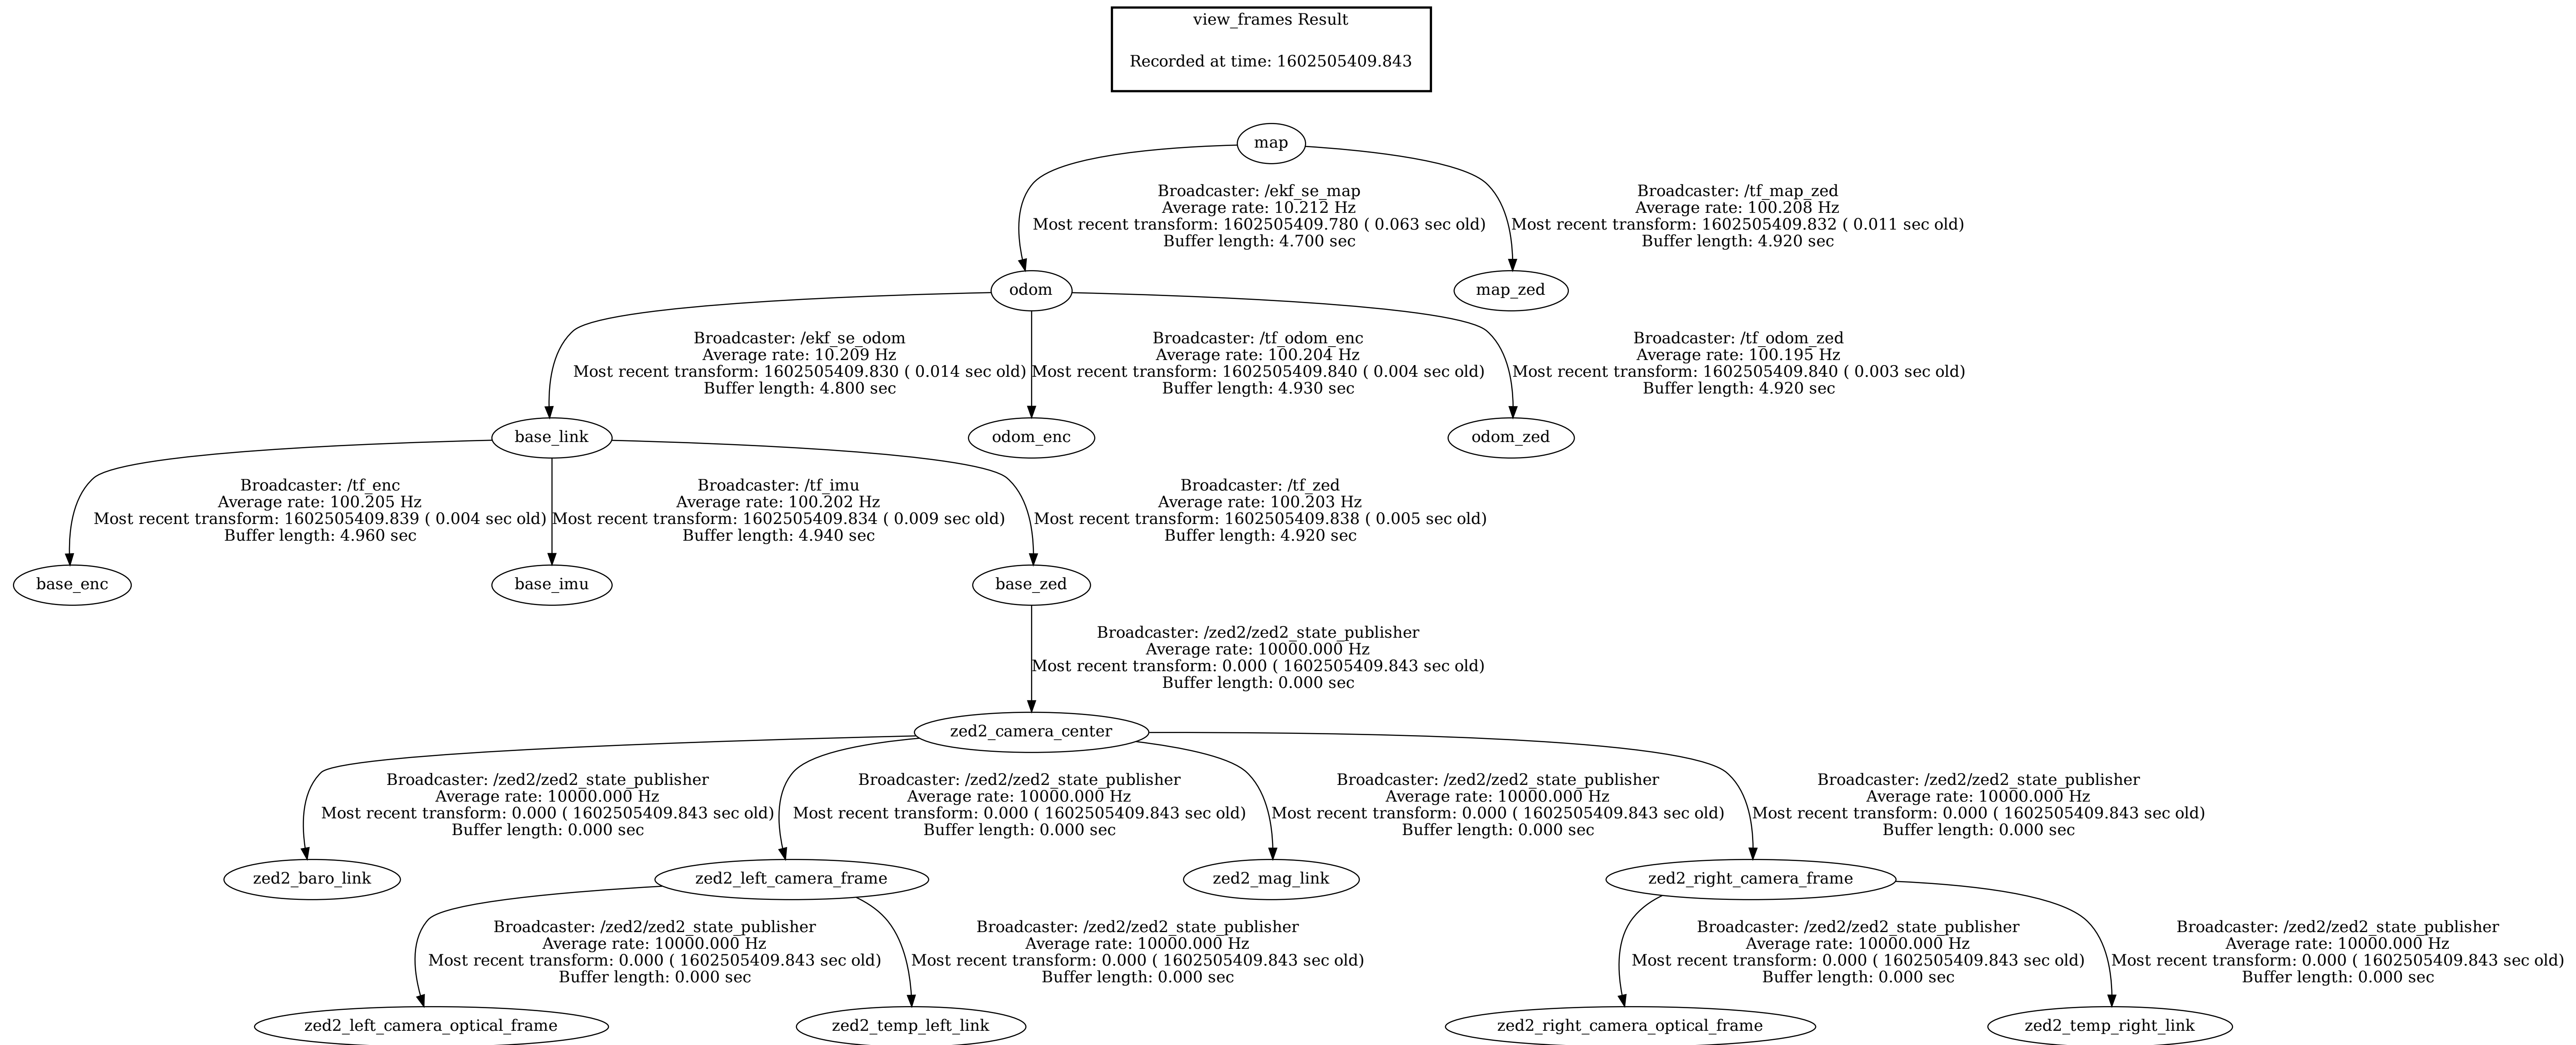 view_frames Result
Recorded at time: 1602505409.843
map
Broadcaster: /ekf_se_map
Average rate: 10.212 Hz
Most recent transform: 1602505409.780 ( 0.063 sec old)
Buffer length: 4.700 sec
Broadcaster: /tf_map_zed
Average rate: 100.208 Hz
Most recent transform: 1602505409.832 ( 0.011 sec old)
Buffer length: 4.920 sec
odom
map_zed
Broadcaster: /ekf_se_odom
Average rate: 10.209 Hz
Most recent transform: 1602505409.830 ( 0.014 sec old)
Buffer length: 4.800 sec
Broadcaster: /tf_odom_enc
Average rate: 100.204 Hz
Most recent transform: 1602505409.840 ( 0.004 sec old)
Buffer length: 4.930 sec
Broadcaster: /tf_odom_zed
Average rate: 100.195 Hz
Most recent transform: 1602505409.840 ( 0.003 sec old)
Buffer length: 4.920 sec
base_link
odom_enc
odom_zed
Broadcaster: /tf_enc
Average rate: 100.205 Hz
Most recent transform: 1602505409.839 ( 0.004 sec old)
Buffer length: 4.960 sec
Broadcaster: /tf_imu
Average rate: 100.202 Hz
Most recent transform: 1602505409.834 ( 0.009 sec old)
Buffer length: 4.940 sec
Broadcaster: /tf_zed
Average rate: 100.203 Hz
Most recent transform: 1602505409.838 ( 0.005 sec old)
Buffer length: 4.920 sec
base_enc
base_imu
base_zed
Broadcaster: /zed2/zed2_state_publisher
Average rate: 10000.000 Hz
Most recent transform: 0.000 ( 1602505409.843 sec old)
Buffer length: 0.000 sec
zed2_camera_center
Broadcaster: /zed2/zed2_state_publisher
Average rate: 10000.000 Hz
Most recent transform: 0.000 ( 1602505409.843 sec old)
Buffer length: 0.000 sec
Broadcaster: /zed2/zed2_state_publisher
Average rate: 10000.000 Hz
Most recent transform: 0.000 ( 1602505409.843 sec old)
Buffer length: 0.000 sec
Broadcaster: /zed2/zed2_state_publisher
Average rate: 10000.000 Hz
Most recent transform: 0.000 ( 1602505409.843 sec old)
Buffer length: 0.000 sec
Broadcaster: /zed2/zed2_state_publisher
Average rate: 10000.000 Hz
Most recent transform: 0.000 ( 1602505409.843 sec old)
Buffer length: 0.000 sec
zed2_baro_link
zed2_left_camera_frame
zed2_mag_link
zed2_right_camera_frame
Broadcaster: /zed2/zed2_state_publisher
Average rate: 10000.000 Hz
Most recent transform: 0.000 ( 1602505409.843 sec old)
Buffer length: 0.000 sec
Broadcaster: /zed2/zed2_state_publisher
Average rate: 10000.000 Hz
Most recent transform: 0.000 ( 1602505409.843 sec old)
Buffer length: 0.000 sec
Broadcaster: /zed2/zed2_state_publisher
Average rate: 10000.000 Hz
Most recent transform: 0.000 ( 1602505409.843 sec old)
Buffer length: 0.000 sec
Broadcaster: /zed2/zed2_state_publisher
Average rate: 10000.000 Hz
Most recent transform: 0.000 ( 1602505409.843 sec old)
Buffer length: 0.000 sec
zed2_left_camera_optical_frame
zed2_temp_left_link
zed2_right_camera_optical_frame
zed2_temp_right_link